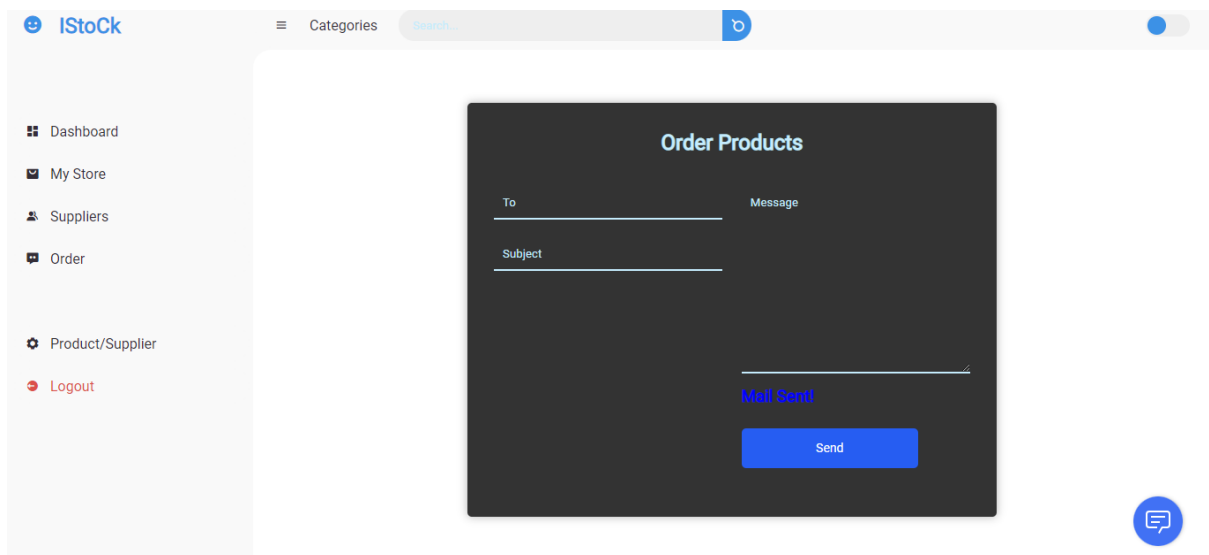 IStoCk
Categories
Search...
Dashboard
My Store
Suppliers
Order
Product/Supplier
Logout
Order Products
To
Message
Subject
Mail Sent!
Send